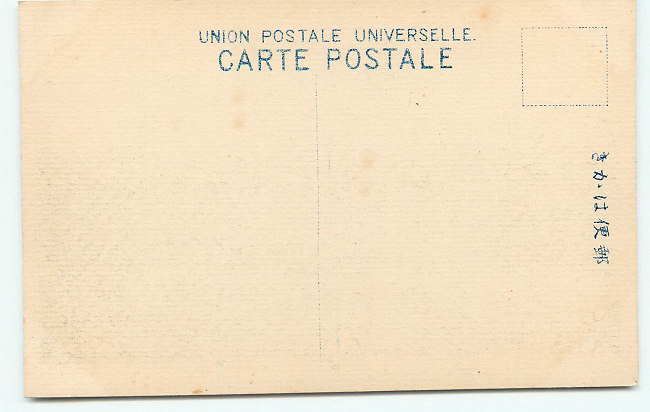 UNION POSTALE UNIVERSELLE.
CARTE POSTALE
郵便はかき